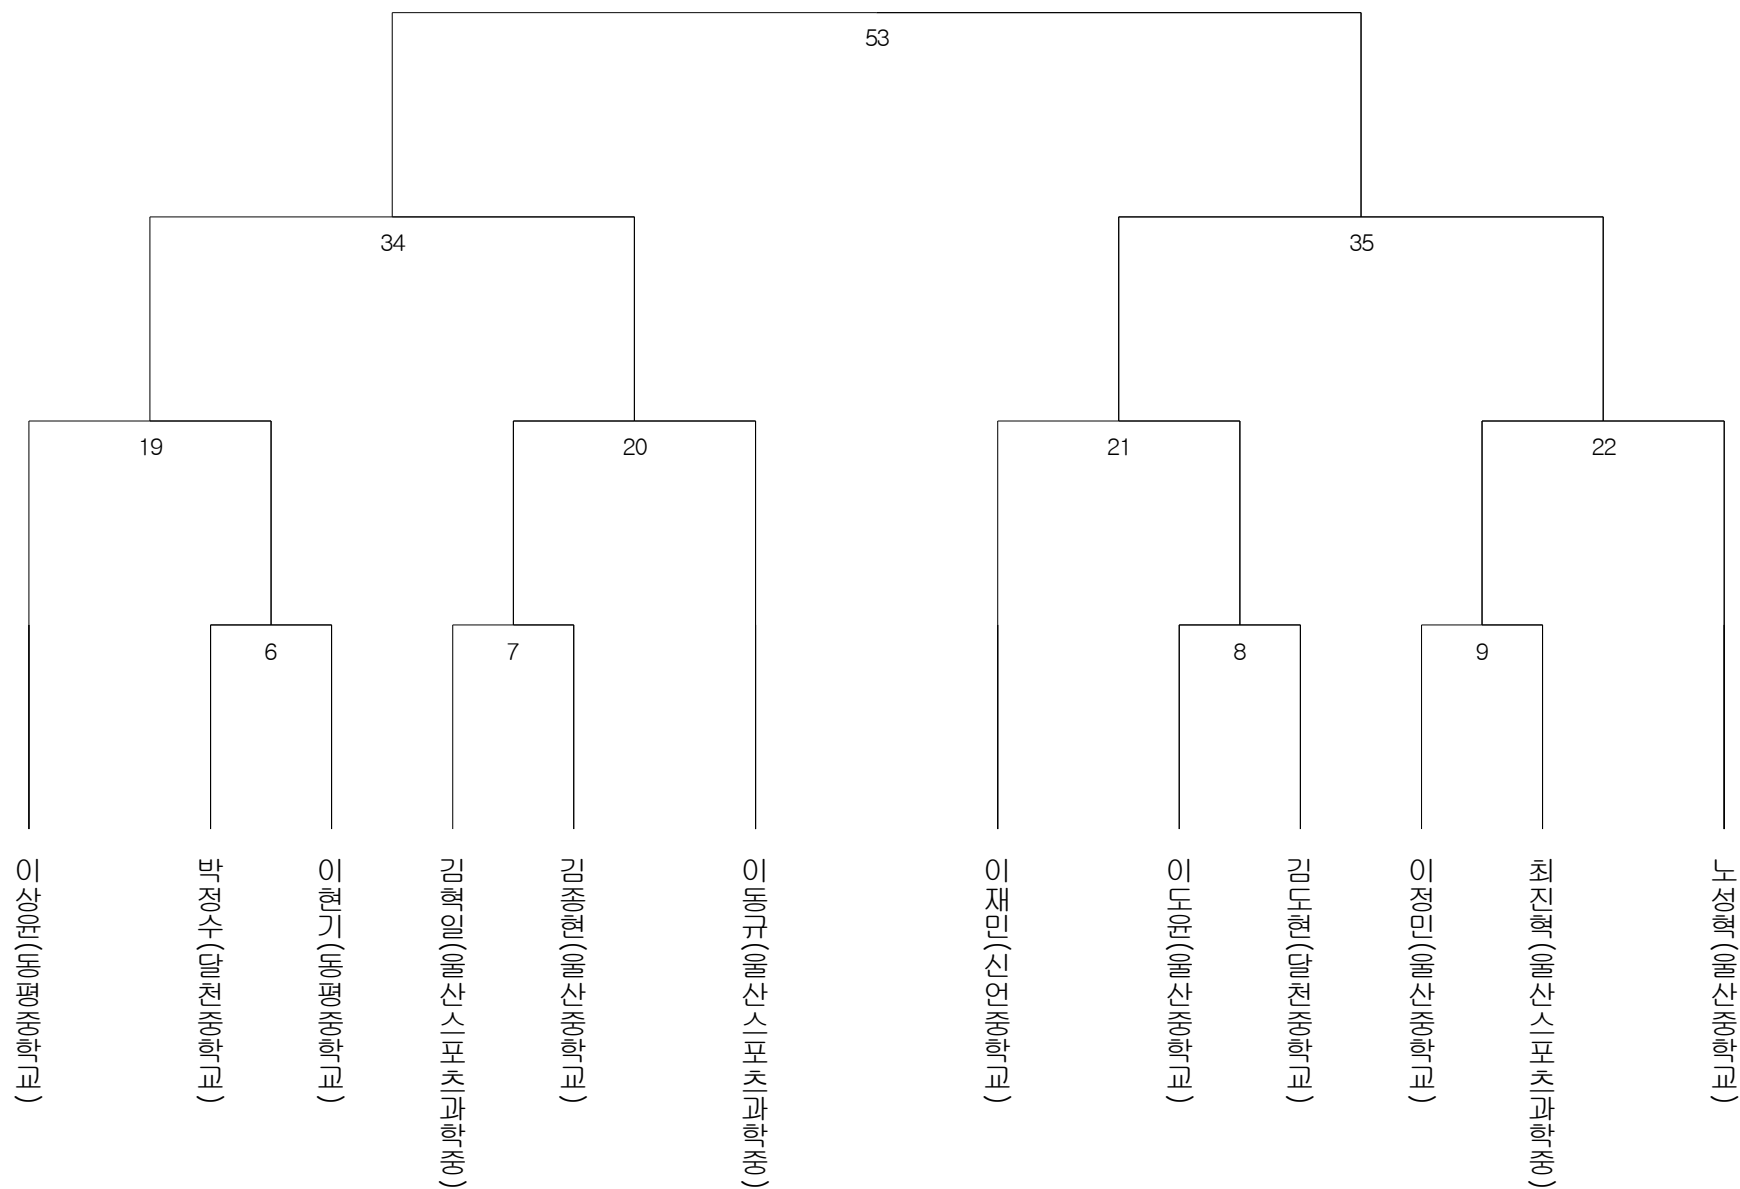 53
34
35
19
20
21
22
6
7
8
9
이상윤(동평중학교)
박정수(달천중학교)
이현기(동평중학교)
김혁일(울산스포츠과학중)
김종현(울산중학교)
이동규(울산스포츠과학중)
이재민(신언중학교)
이도윤(울산중학교)
김도현(달천중학교)
이정민(울산중학교)
최진혁(울산스포츠과학중)
노성혁(울산중학교)